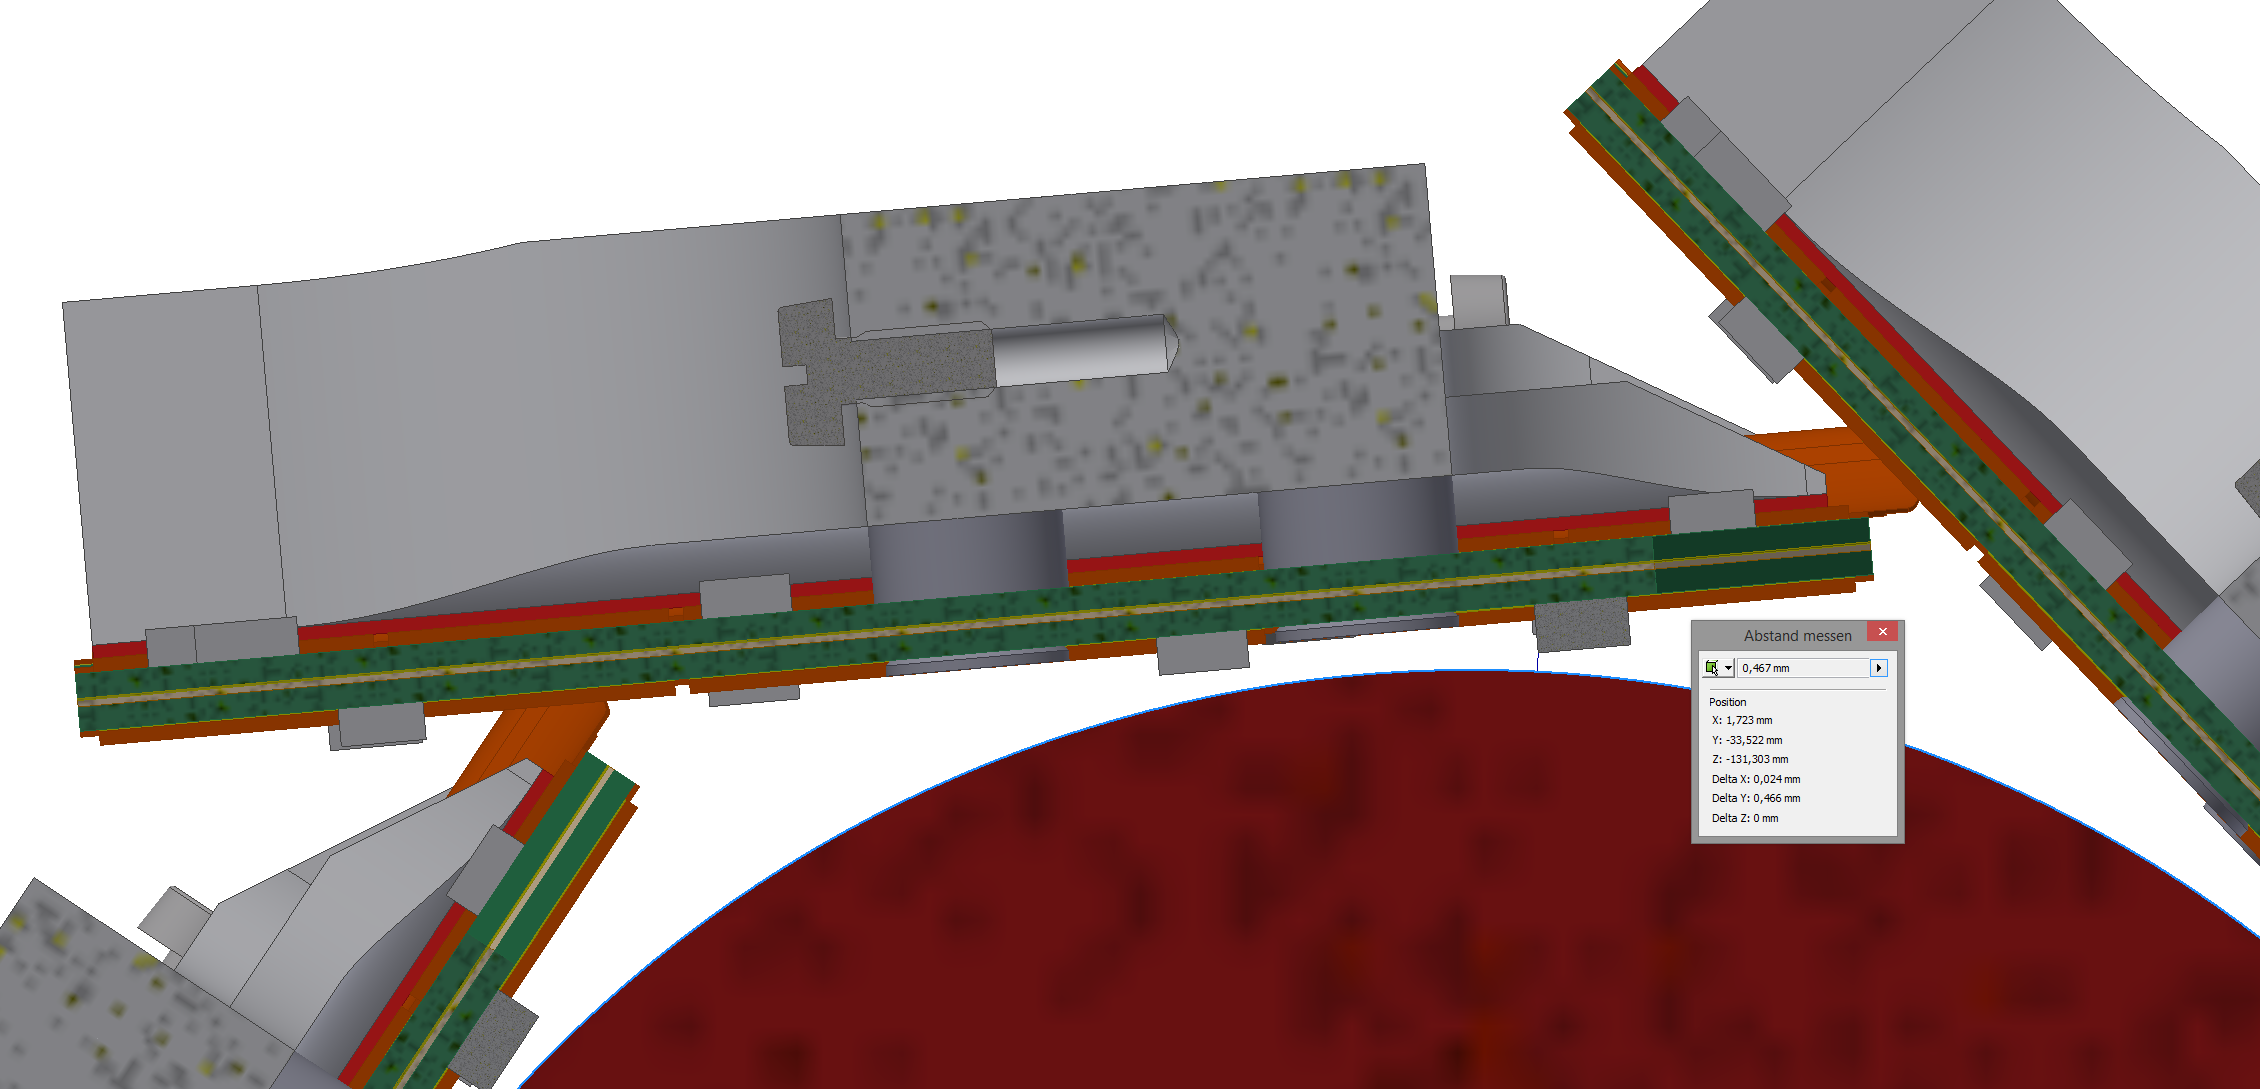 Abstand messen
0,467 mm
Position
X: 1,723 mm
Y: -33,522 mm
Z: -131,303 mm
Delta X: 0,024 mm
Delta Y: 0,466 mm
Delta Z: 0 mm